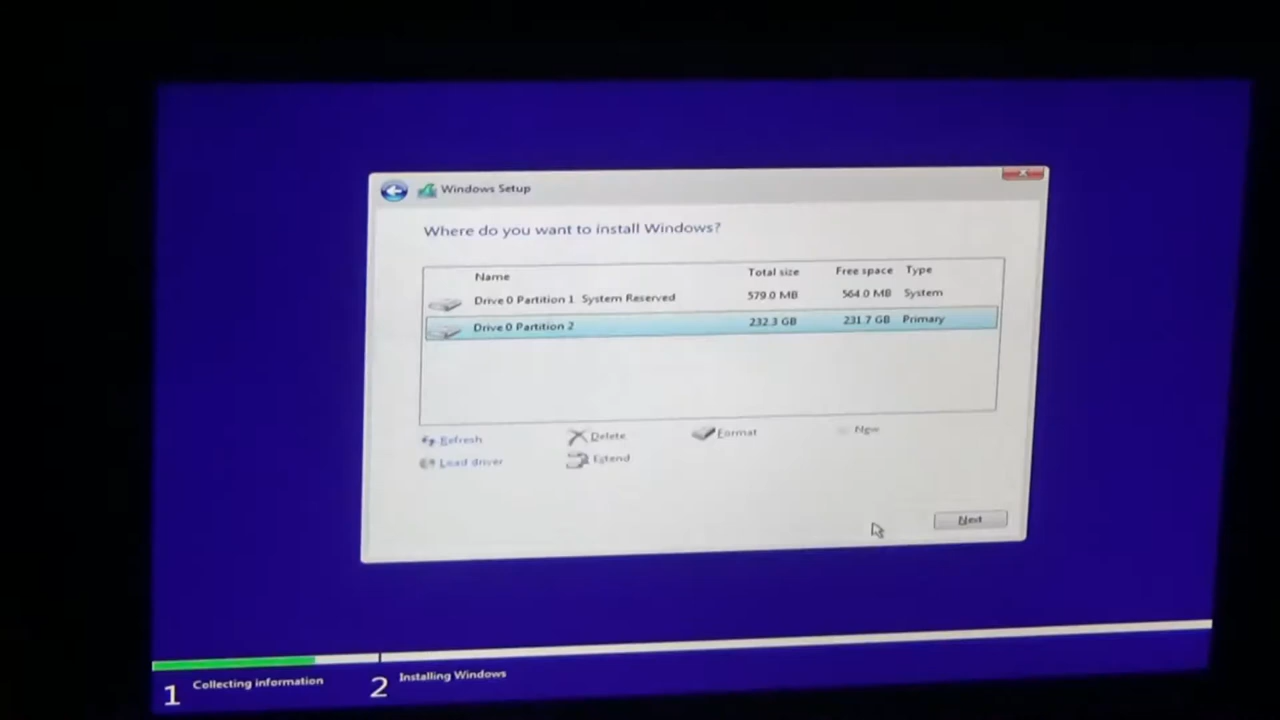 Windows Setup
Where do you want to install Windows?
Name Total size Free space Type
Drive 0 Partition 1 System Reserved 579.0 MB 564.0 MB System
Drive 0 Partition 2 232.3 GB 231.7 GB Primary
Refresh Delete Format New
Load driver Extend
Next
1 Collecting information 2 Installing Windows